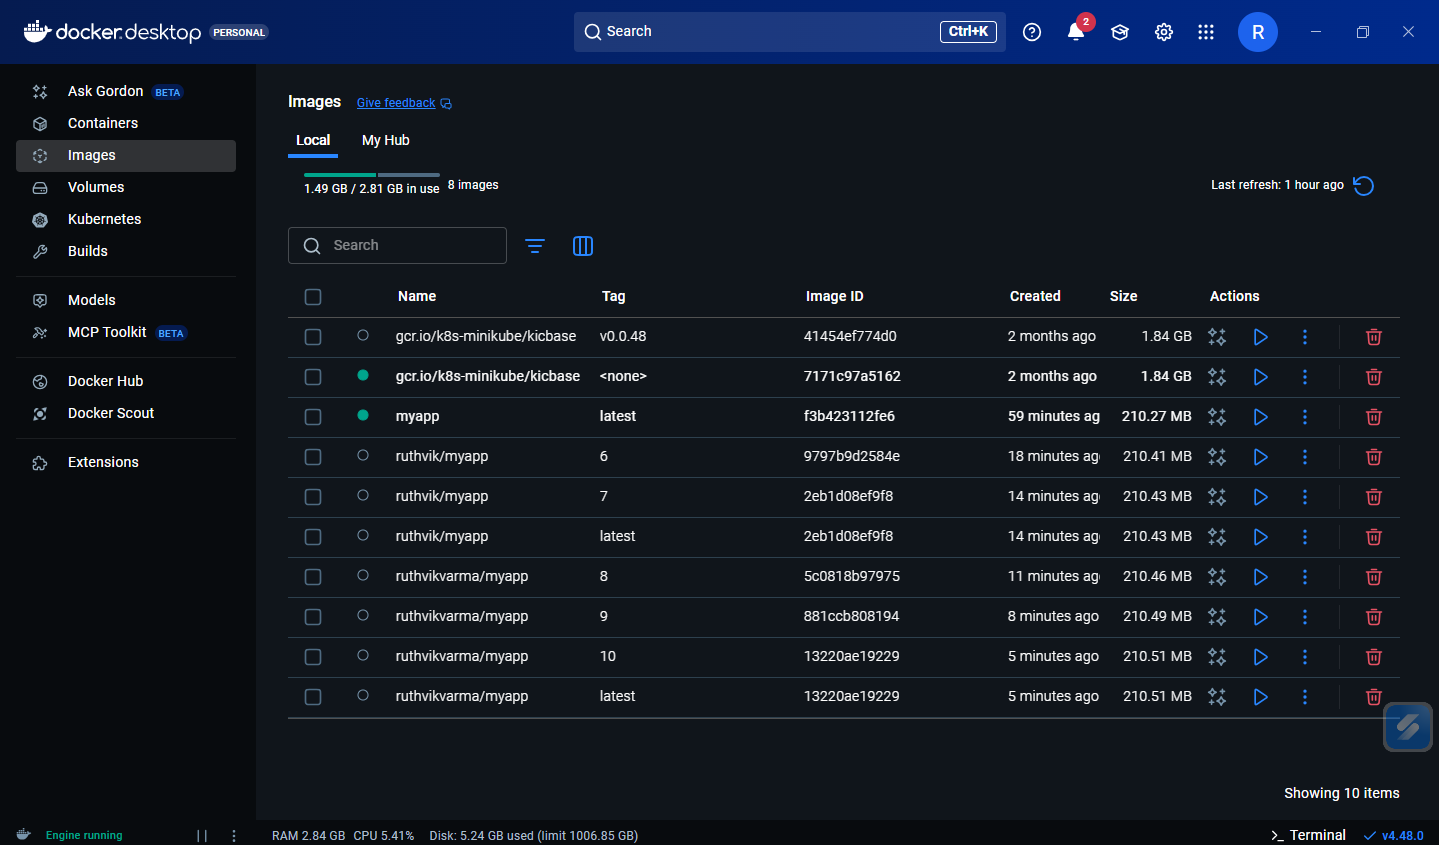 docker.desktop PERSONAL
Search
Ctrl+K
2
R
Ask Gordon BETA
Containers
Images
Volumes
Kubernetes
Builds
Models
MCP Toolkit BETA
Docker Hub
Docker Scout
Extensions
Images Give feedback
Local My Hub
1.49 GB / 2.81 GB in use 8 images
Last refresh: 1 hour ago
Search
Name Tag Image ID Created Size Actions
gcr.io/k8s-minikube/kicbase v0.0.48 41454ef774d0 2 months ago 1.84 GB
gcr.io/k8s-minikube/kicbase <none> 7171c97a5162 2 months ago 1.84 GB
myapp latest f3b423112fe6 59 minutes ag 210.27 MB
ruthvik/myapp 6 9797b9d2584e 18 minutes ag 210.41 MB
ruthvik/myapp 7 2eb1d08ef9f8 14 minutes ag 210.43 MB
ruthvik/myapp latest 2eb1d08ef9f8 14 minutes ag 210.43 MB
ruthvikvarma/myapp 8 5c0818b97975 11 minutes ag 210.46 MB
ruthvikvarma/myapp 9 881ccb808194 8 minutes ago 210.49 MB
ruthvikvarma/myapp 10 13220ae19229 5 minutes ago 210.51 MB
ruthvikvarma/myapp latest 13220ae19229 5 minutes ago 210.51 MB
Showing 10 items
Engine running
RAM 2.84 GB CPU 5.41% Disk: 5.24 GB used (limit 1006.85 GB)
>_ Terminal
v4.48.0